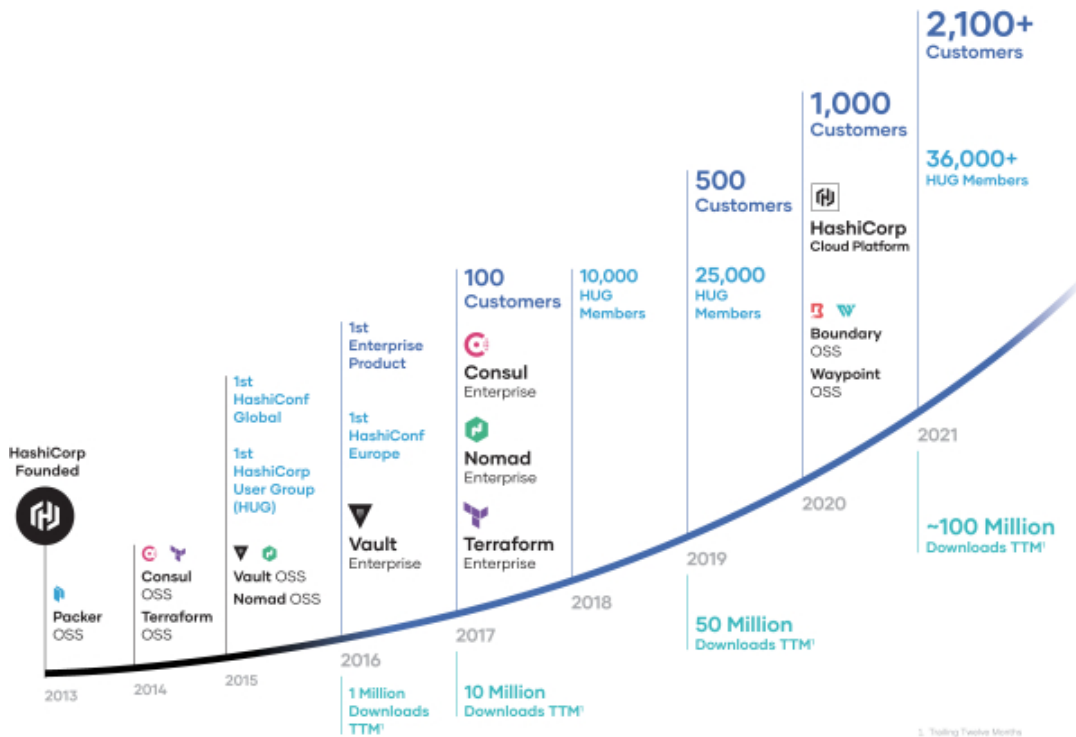 HashiCorp
Founded
Packer
OSS
2013
Consul
OSS
Terraform
OSS
2014
1st
HashiConf
Global
1st
HashiCorp
User Group
(HUG)
Vault OSS
Nomad OSS
2015
1st
Enterprise
Product
1st
HashiConf
Europe
Vault
Enterprise
2016
1 Million
Downloads
TTM¹
100
Customers
Consul
Enterprise
Nomad
Enterprise
Terraform
Enterprise
2017
10 Million
Downloads TTM¹
10,000
HUG
Members
2018
500
Customers
25,000
HUG
Members
2019
50 Million
Downloads TTM¹
1,000
Customers
HashiCorp
Cloud Platform
Boundary
OSS
Waypoint
OSS
2020
2,100+
Customers
36,000+
HUG Members
2021
~100 Million
Downloads TTM¹
1. Trailing Twelve Months